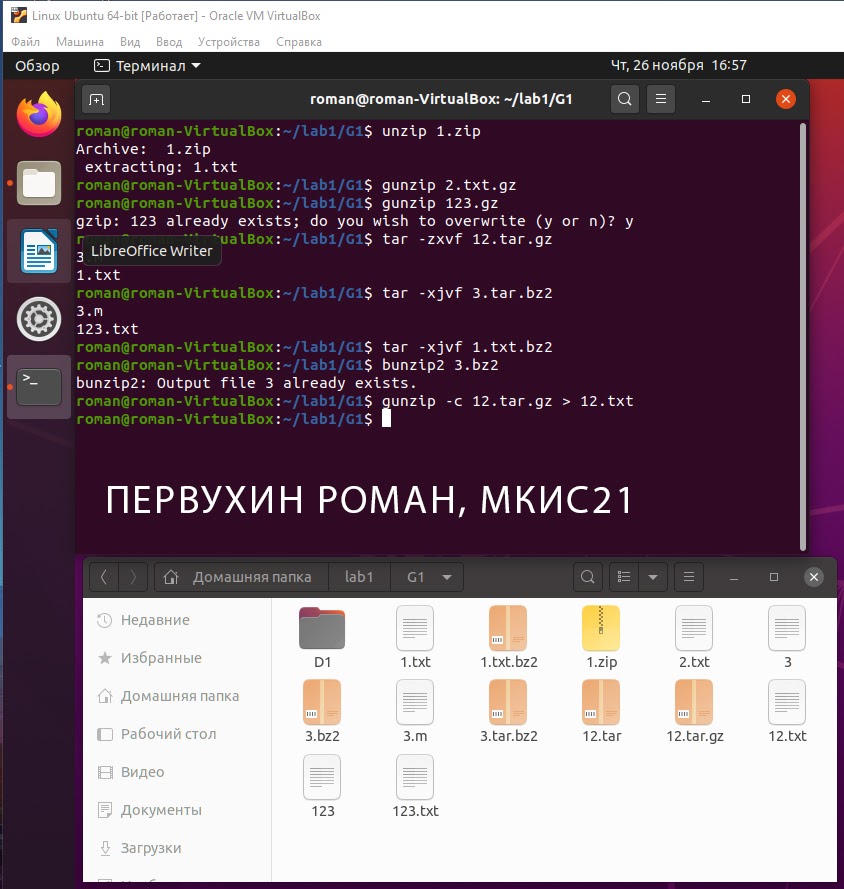 Linux Ubuntu 64-bit [Работает] - Oracle VM VirtualBox
Файл Машина Вид Ввод Устройства Справка
Обзор Терминал Чт, 26 ноября 16:57
roman@roman-VirtualBox: ~/lab1/G1
roman@roman-VirtualBox:~/lab1/G1$ unzip 1.zip
Archive:  1.zip
 extracting: 1.txt
roman@roman-VirtualBox:~/lab1/G1$ gunzip 2.txt.gz
roman@roman-VirtualBox:~/lab1/G1$ gunzip 123.gz
gzip: 123 already exists; do you wish to overwrite (y or n)? y
roman@roman-VirtualBox:~/lab1/G1$ tar -zxvf 12.tar.gz
LibreOffice Writer
1.txt
roman@roman-VirtualBox:~/lab1/G1$ tar -xjvf 3.tar.bz2
3.m
123.txt
roman@roman-VirtualBox:~/lab1/G1$ tar -xjvf 1.txt.bz2
roman@roman-VirtualBox:~/lab1/G1$ bunzip2 3.bz2
bunzip2: Output file 3 already exists.
roman@roman-VirtualBox:~/lab1/G1$ gunzip -c 12.tar.gz > 12.txt
roman@roman-VirtualBox:~/lab1/G1$
ПЕРВУХИН РОМАН, МКИС21
Домашняя папка lab1 G1
Недавние
Избранные
Домашняя папка
Рабочий стол
Видео
Документы
Загрузки
D1 1.txt 1.txt.bz2 1.zip 2.txt 3
3.bz2 3.m 3.tar.bz2 12.tar 12.tar.gz 12.txt
123 123.txt